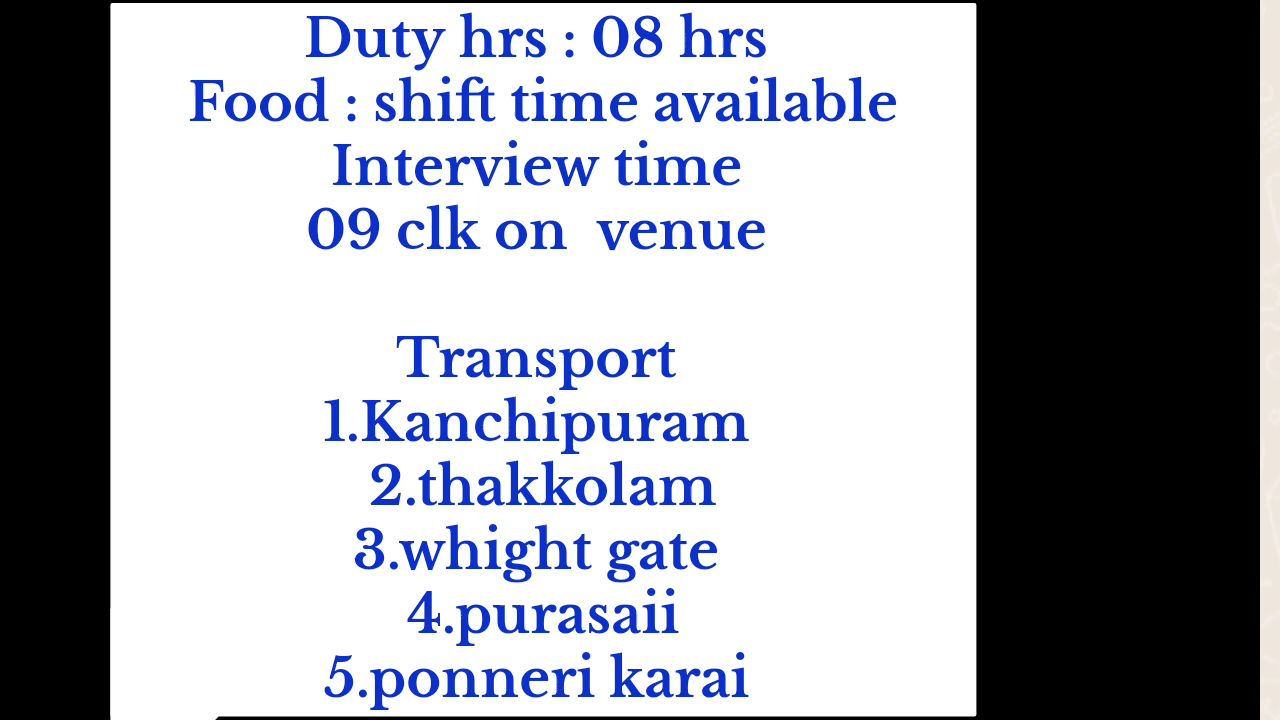 Duty hrs : 08 hrs
Food : shift time available
Interview time
09 clk on venue
Transport
1.Kanchipuram
2.thakkolam
3.whight gate
4.purasaii
5.ponneri karai